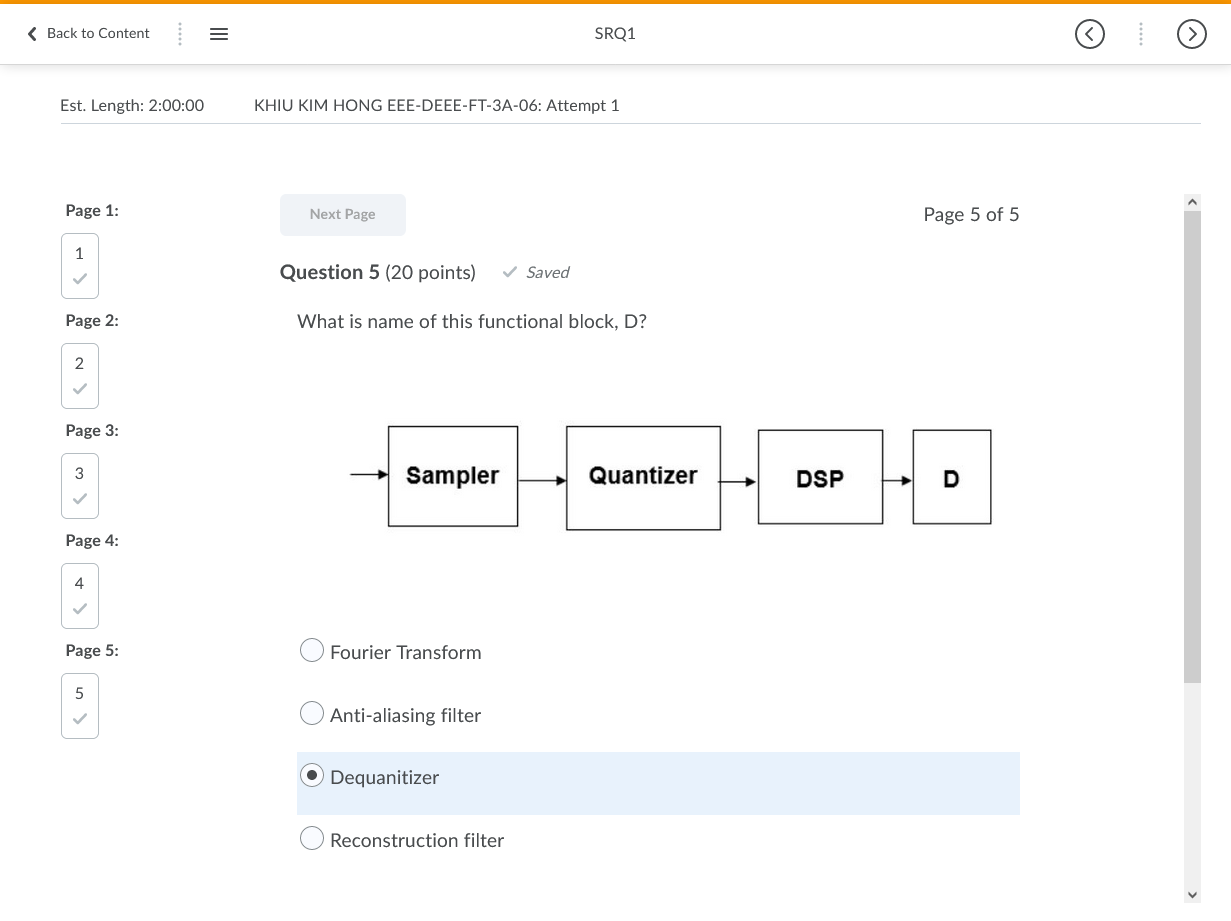 Back to Content
SRQ1
Est. Length: 2:00:00 KHIU KIM HONG EEE-DEEE-FT-3A-06: Attempt 1
Page 1:
1
Page 2:
2
Page 3:
3
Page 4:
4
Page 5:
5
Next Page
Page 5 of 5
Question 5 (20 points) Saved
What is name of this functional block, D?
Sampler Quantizer DSP D
Fourier Transform
Anti-aliasing filter
Dequanitizer
Reconstruction filter